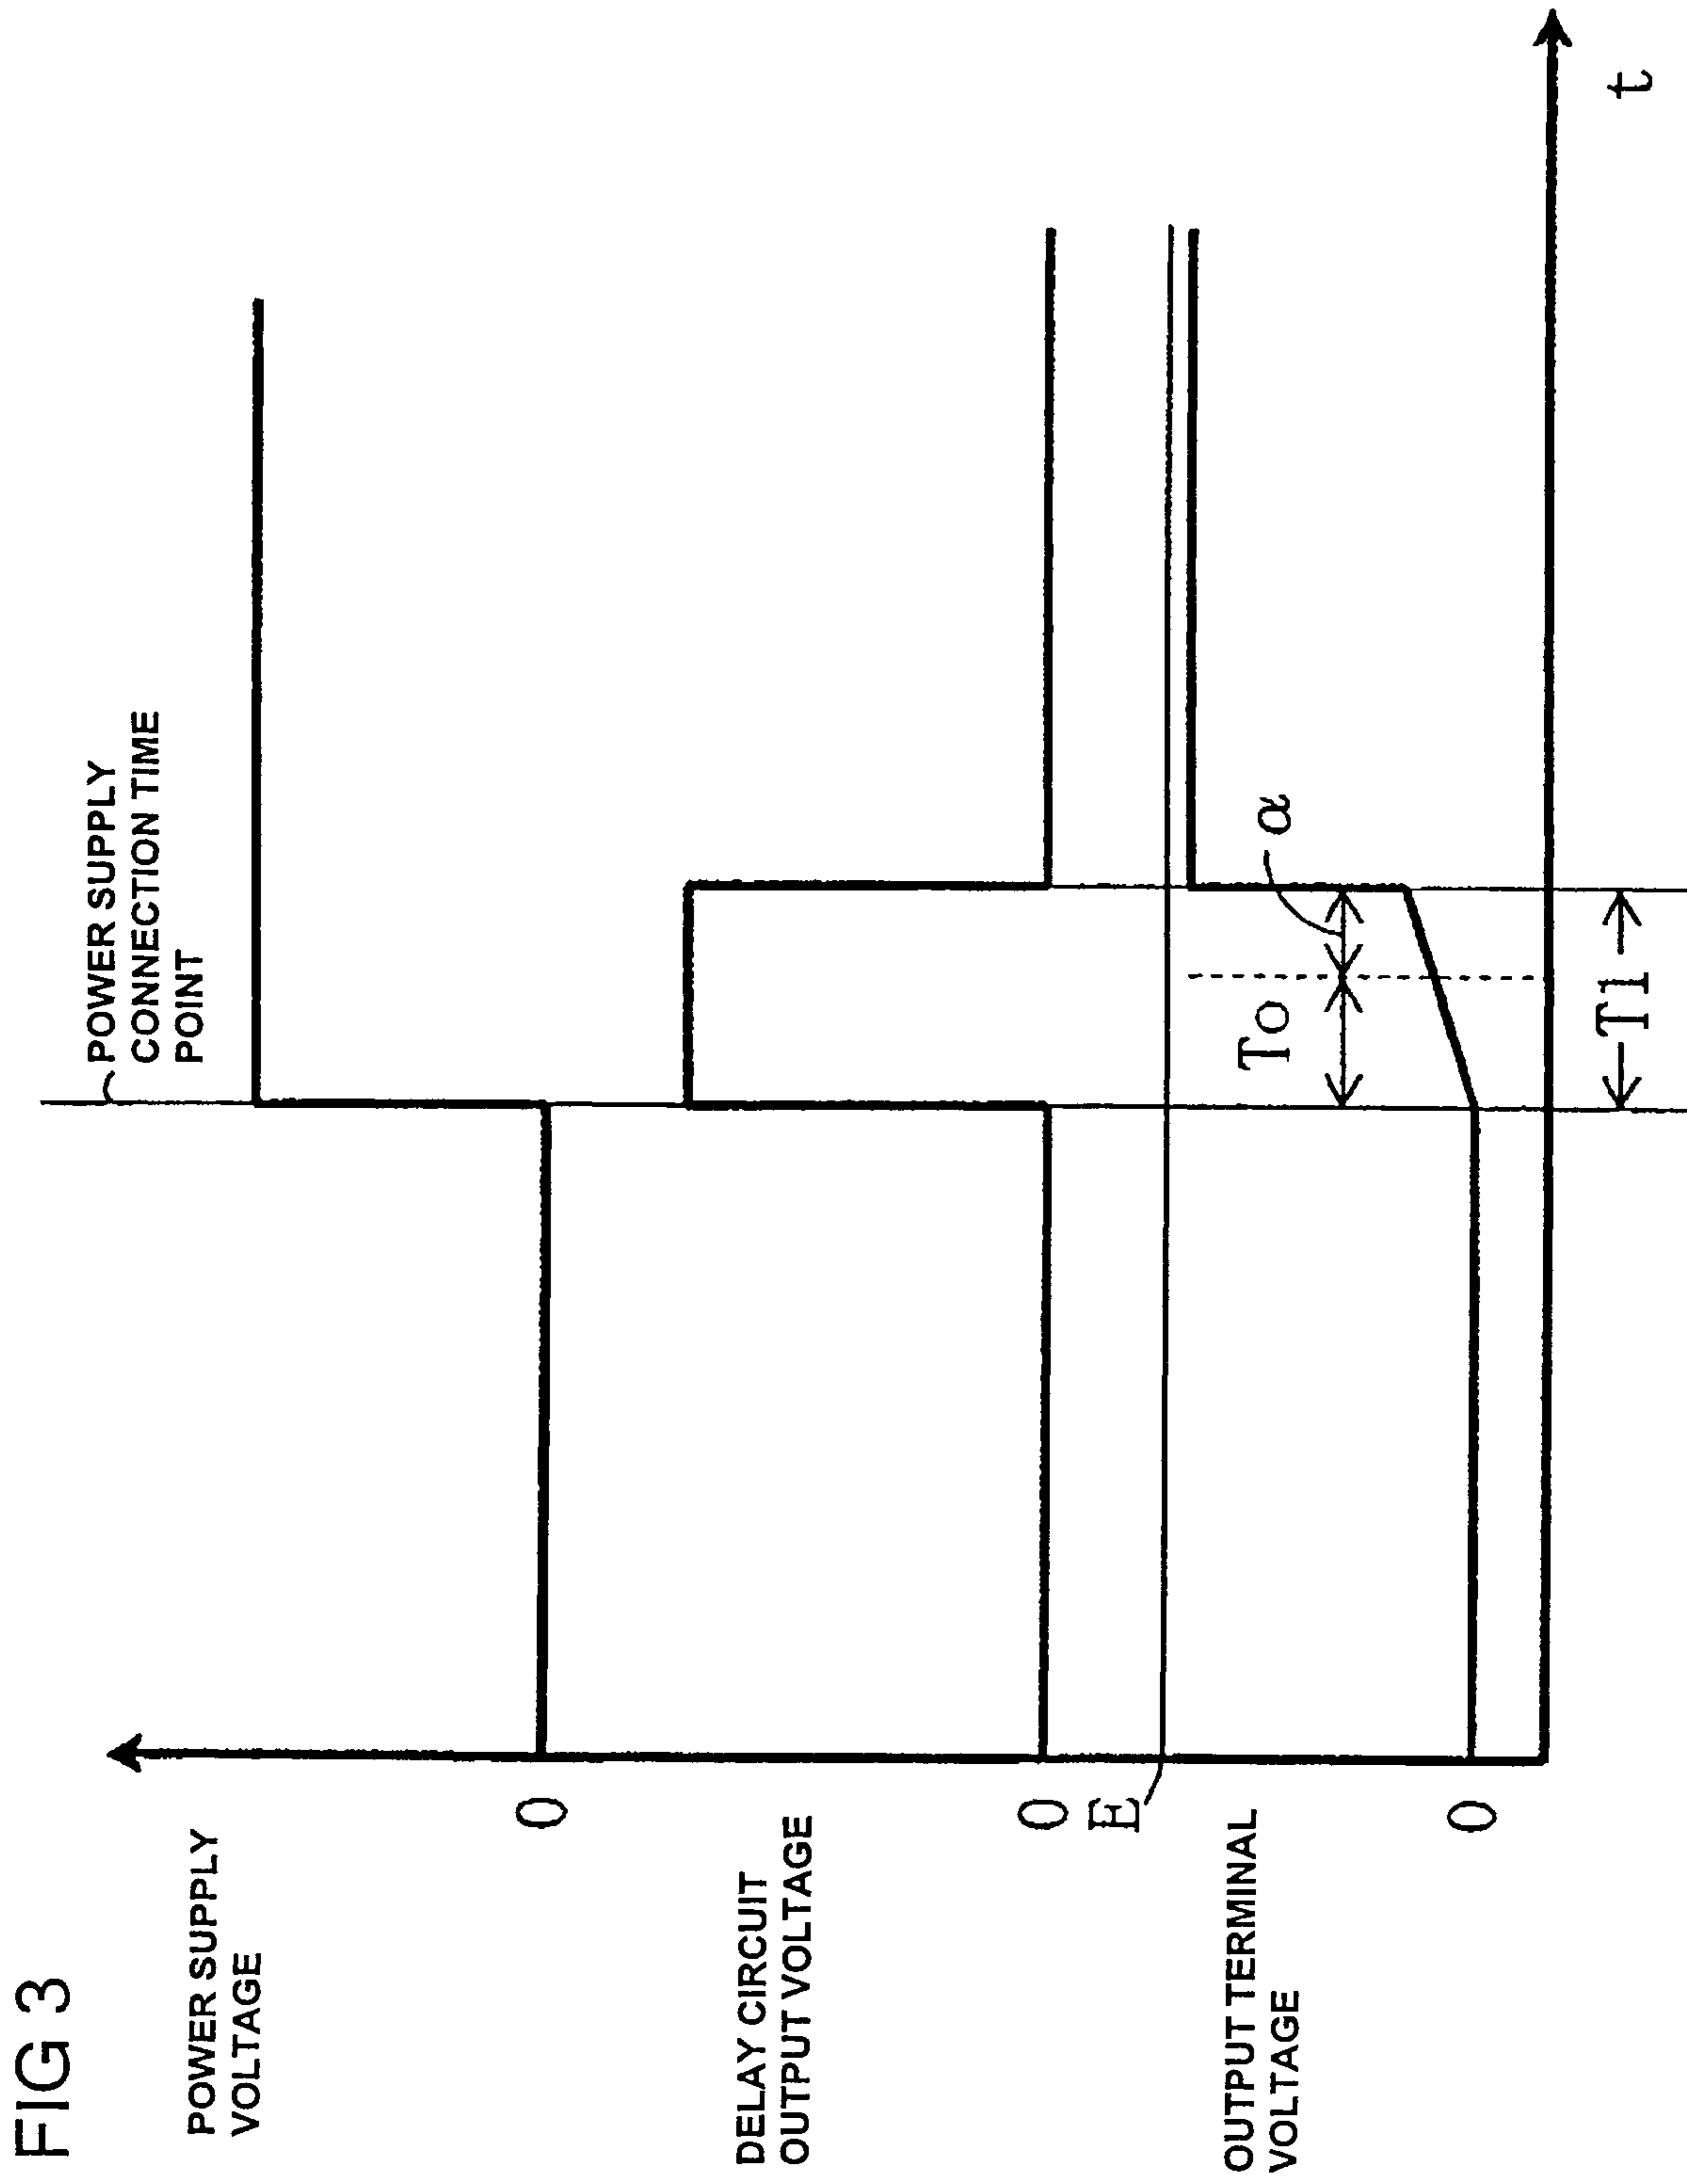 FIG 3
POWER SUPPLY
CONNECTION TIME
POINT
POWER SUPPLY
VOLTAGE
0
DELAY CIRCUIT
OUTPUT VOLTAGE
0
E
OUTPUT TERMINAL
VOLTAGE
To
α
0
T1
t